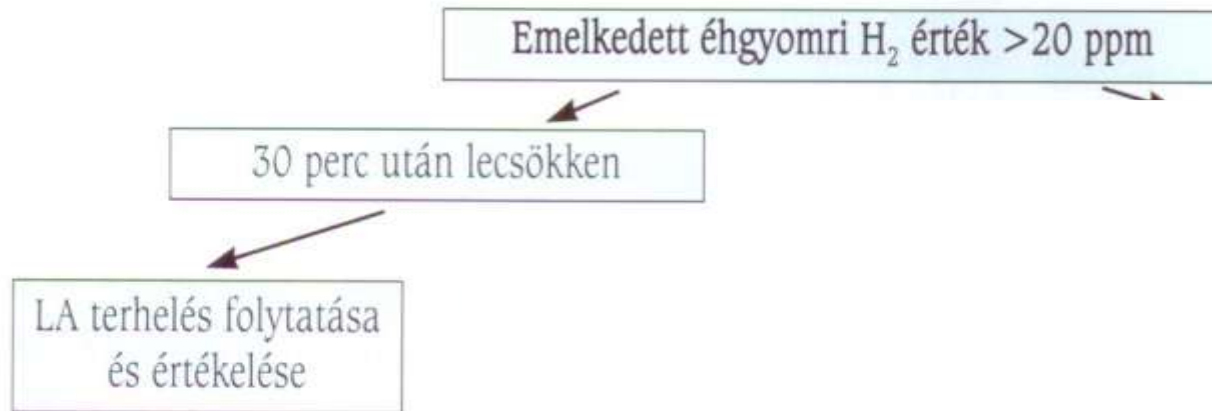 Emelkedett éhgyomri H₂ érték >20 ppm
30 perc után lecsökken
LA terhelés folytatása
és értékelése